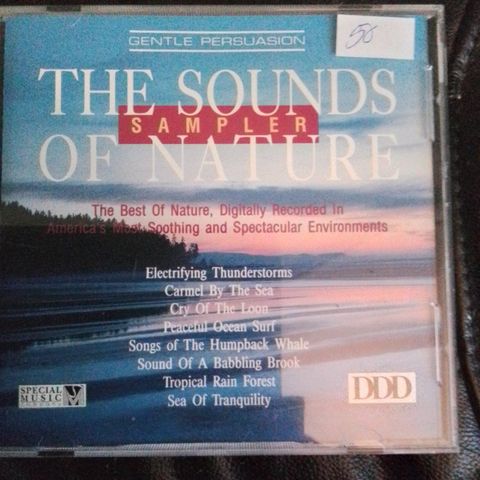 GENTLE PERSUASION
50
THE SOUNDS
SAMPLER
OF NATURE
The Best Of Nature, Digitally Recorded In
America's Most Soothing and Spectacular Environments
Electrifying Thunderstorms
Carmel By The Sea
Cry Of The Loon
Peaceful Ocean Surf
Songs of The Humpback Whale
Sound Of A Babbling Brook
Tropical Rain Forest
Sea Of Tranquility
SPECIAL
MUSIC
COMPANY
DDD